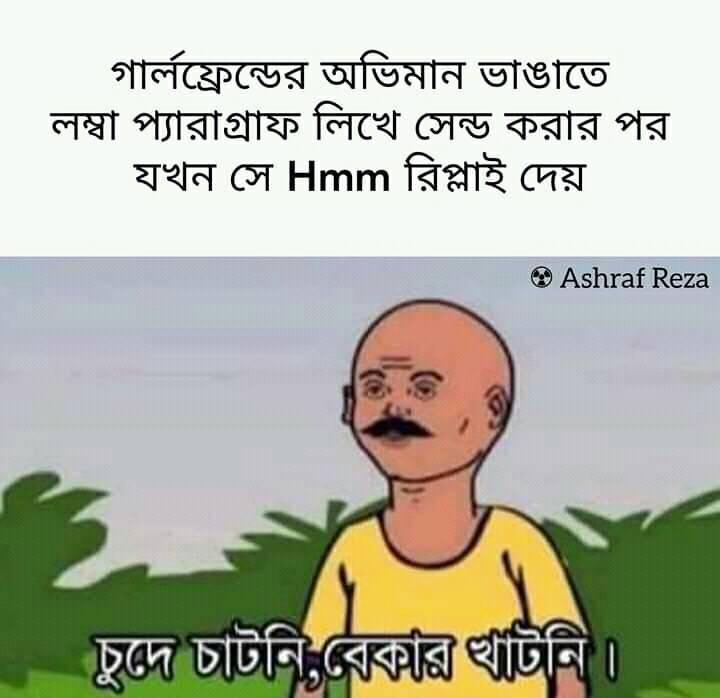 গার্লফ্রেন্ডের অভিমান ভাঙাতে
লম্বা প্যারাগ্রাফ লিখে সেন্ড করার পর
যখন সে Hmm রিপ্লাই দেয়
☢ Ashraf Reza
চুদে চাটনি,বেকার খাটনি।